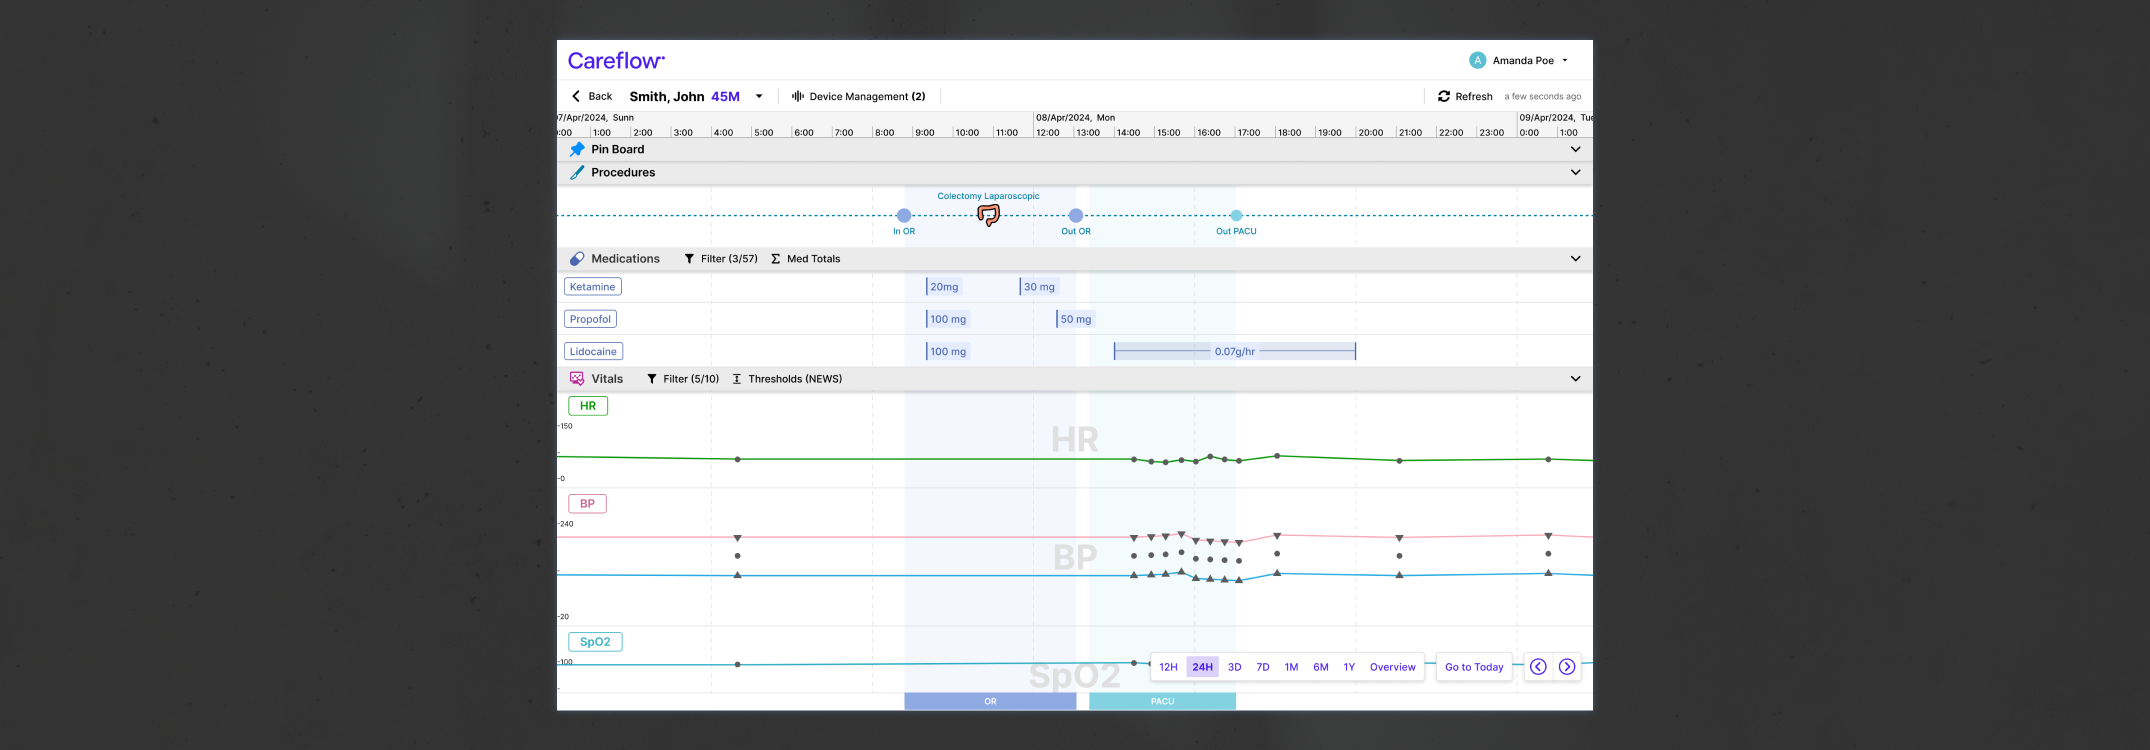 Careflow
A Amanda Poe
Back Smith, John 45M Device Management (2) Refresh a few seconds ago
7/Apr/2024, Sunn 08/Apr/2024, Mon 09/Apr/2024, Tue
:00 1:00 2:00 3:00 4:00 5:00 6:00 7:00 8:00 9:00 10:00 11:00 12:00 13:00 14:00 15:00 16:00 17:00 18:00 19:00 20:00 21:00 22:00 23:00 0:00 1:00
Pin Board
Procedures
Colectomy Laparoscopic
In OR Out OR Out PACU
Medications Filter (3/57) Med Totals
Ketamine 20mg 30 mg
Propofol 100 mg 50 mg
Lidocaine 100 mg 0.07g/hr
Vitals Filter (5/10) Thresholds (NEWS)
HR
-150
HR
-0
BP
-240
BP
-20
SpO2
-100
SpO2
12H 24H 3D 7D 1M 6M 1Y Overview Go to Today
OR PACU